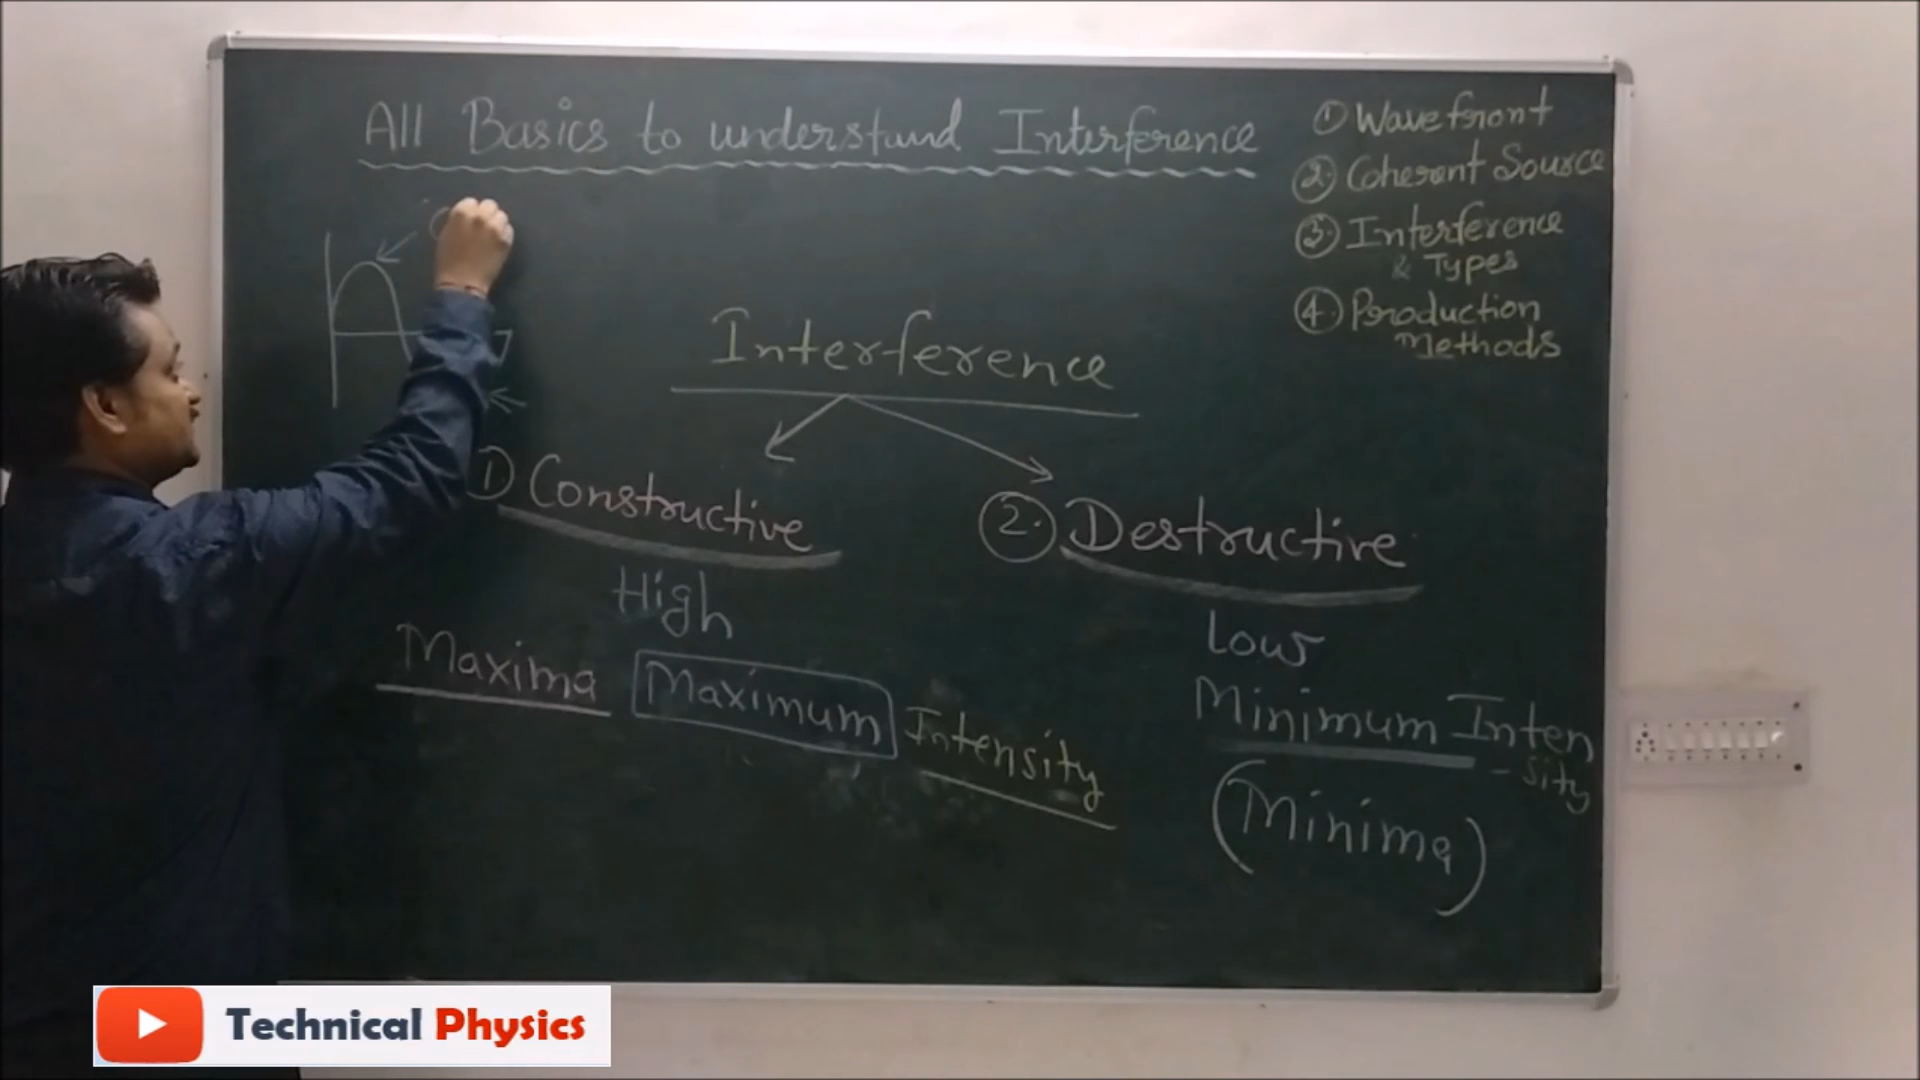 All Basics to understand Interference
① Wavefront
② Coherent Source
③ Interference
& Types
④ Production
Methods
Interference
① Constructive
② Destructive
High
Low
Maxima Maximum Intensity
Minimum Inten
-sity
(Minima)
Technical Physics